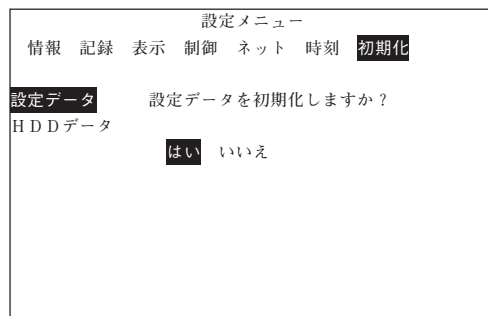 設定メニュー
情報 記録 表示 制御 ネット 時刻 初期化
設定データ 設定データを初期化しますか？
ＨＤＤデータ
はい いいえ